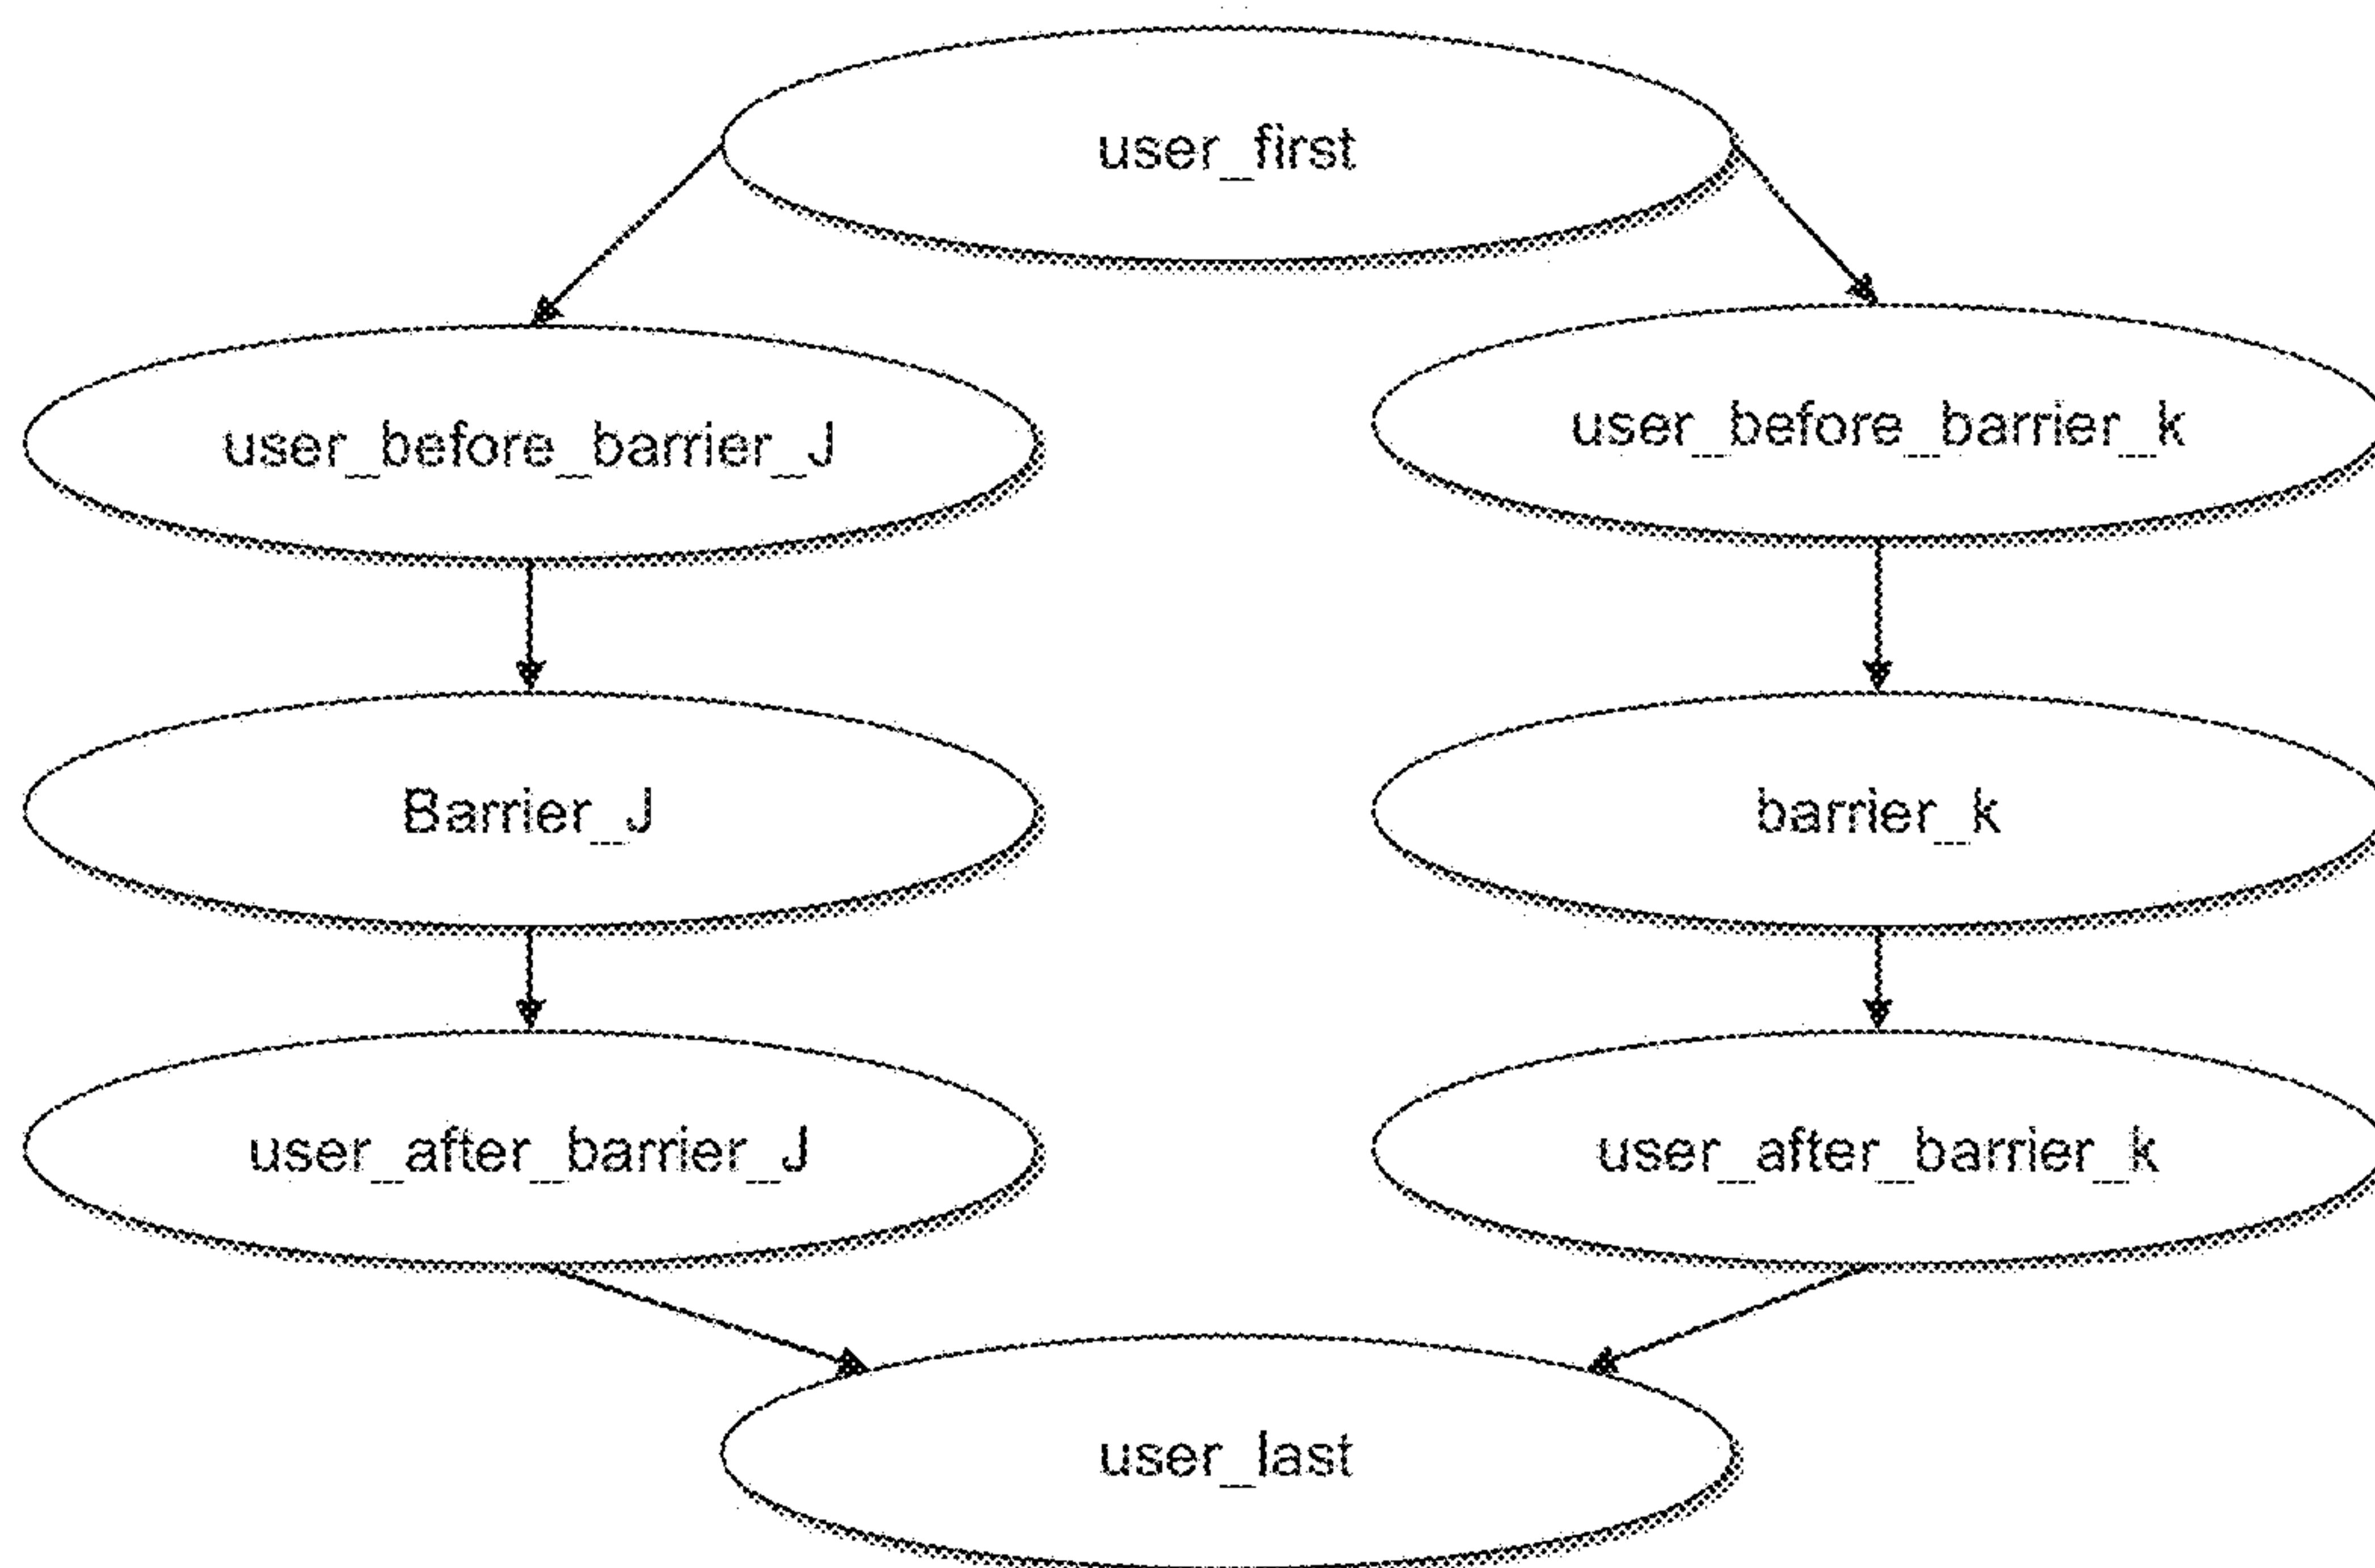 user_first
user_before_barrier_J
user_before_barrier_k
Barrier_J
barrier_k
user_after_barrier_J
user_after_barrier_k
user_last